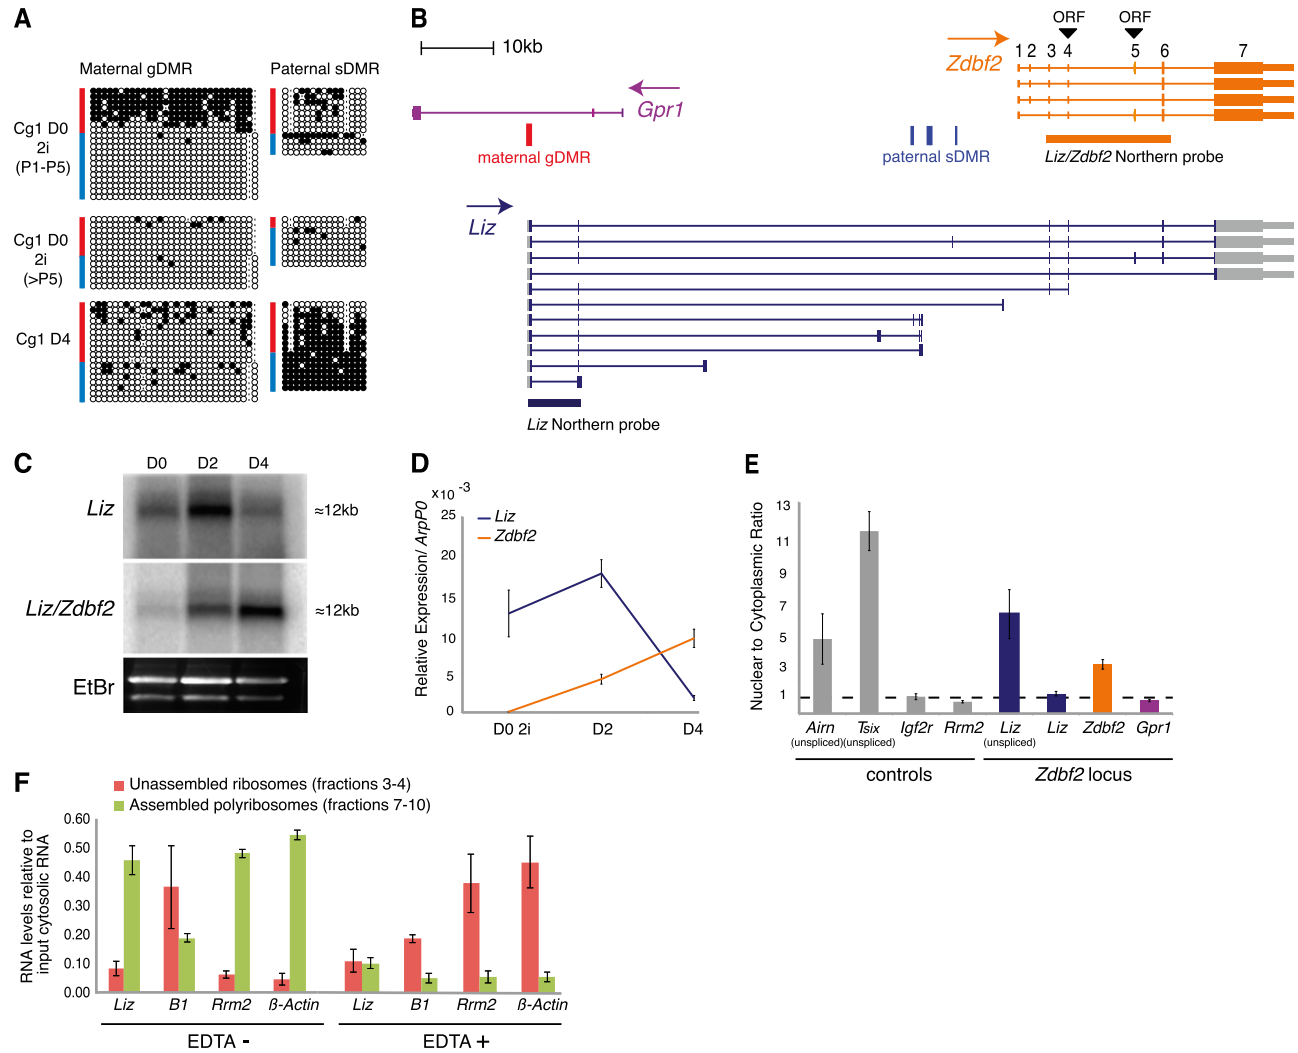 A
Maternal gDMR
Paternal sDMR
Cg1 D0
2i
(P1-P5)
Cg1 D0
2i
(>P5)
Cg1 D4
B
10kb
Gpr1
maternal gDMR
paternal sDMR
Zdbf2
ORF
ORF
1 2 3 4 5 6 7
Liz/Zdbf2 Northern probe
Liz
Liz Northern probe
C
D0 D2 D4
Liz
≈12kb
Liz/Zdbf2
≈12kb
EtBr
D
x10 -3
Relative Expression/ ArpP0
25
20
15
10
5
0
Liz
Zdbf2
D0 2i
D2
D4
E
Nuclear to Cytoplasmic Ratio
13
11
9
7
5
3
1
Airn
(unspliced)
Tsix
(unspliced)
Igf2r
Rrm2
Liz
(unspliced)
Liz
Zdbf2
Gpr1
controls
Zdbf2 locus
F
Unassembled ribosomes (fractions 3-4)
Assembled polyribosomes (fractions 7-10)
RNA levels relative to
input cytosolic RNA
0.60
0.50
0.40
0.30
0.20
0.10
0.00
Liz
B1
Rrm2
ß-Actin
Liz
B1
Rrm2
ß-Actin
EDTA -
EDTA +